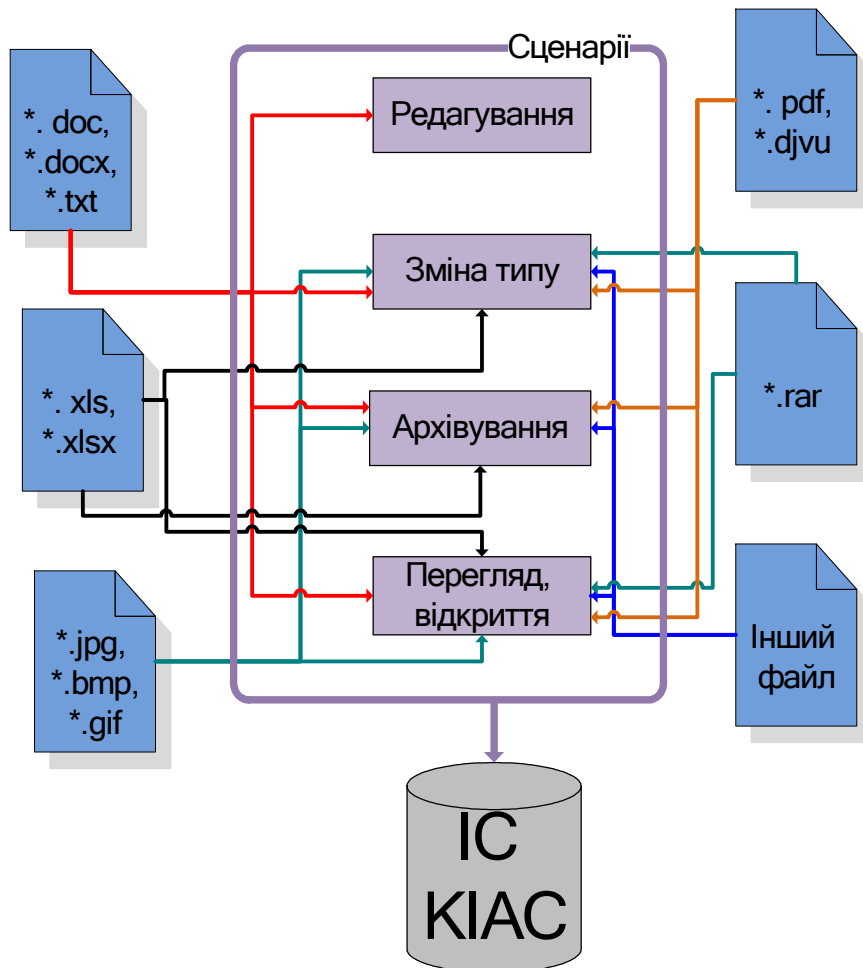 Сценарії
*. doc,
*.docx,
*.txt
Редагування
*. pdf,
*.djvu
Зміна типу
*. xls,
*.xlsx
Архівування
*.rar
Перегляд,
відкриття
*.jpg,
*.bmp,
*.gif
Інший
файл
ІС
КІАС